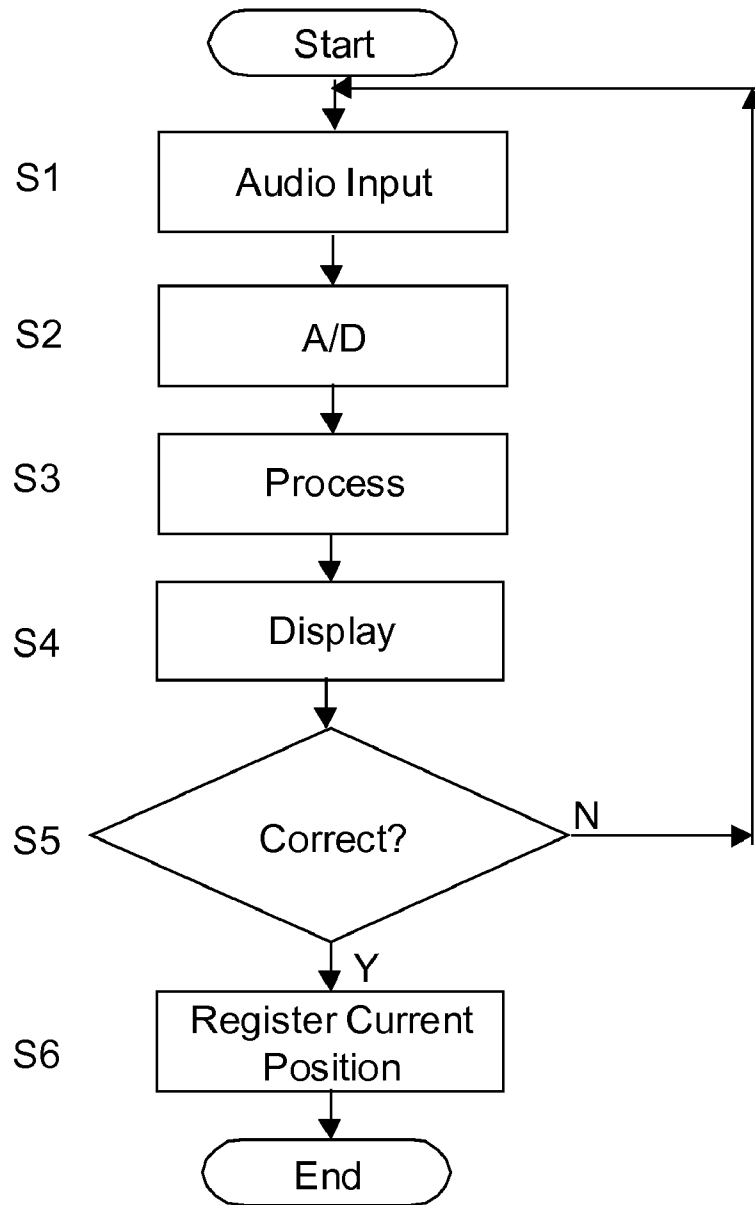 Start
S1
Audio Input
S2
A/D
S3
Process
S4
Display
S5
Correct?
N
Y
S6
Register Current
Position
End